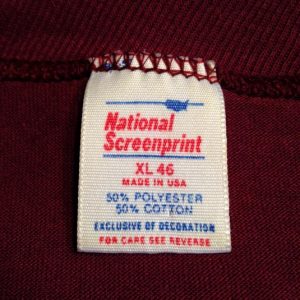 National
Screenprint
XL 46
MADE IN USA
50% POLYESTER
50% COTTON
EXCLUSIVE OF DECORATION
FOR CARE SEE REVERSE